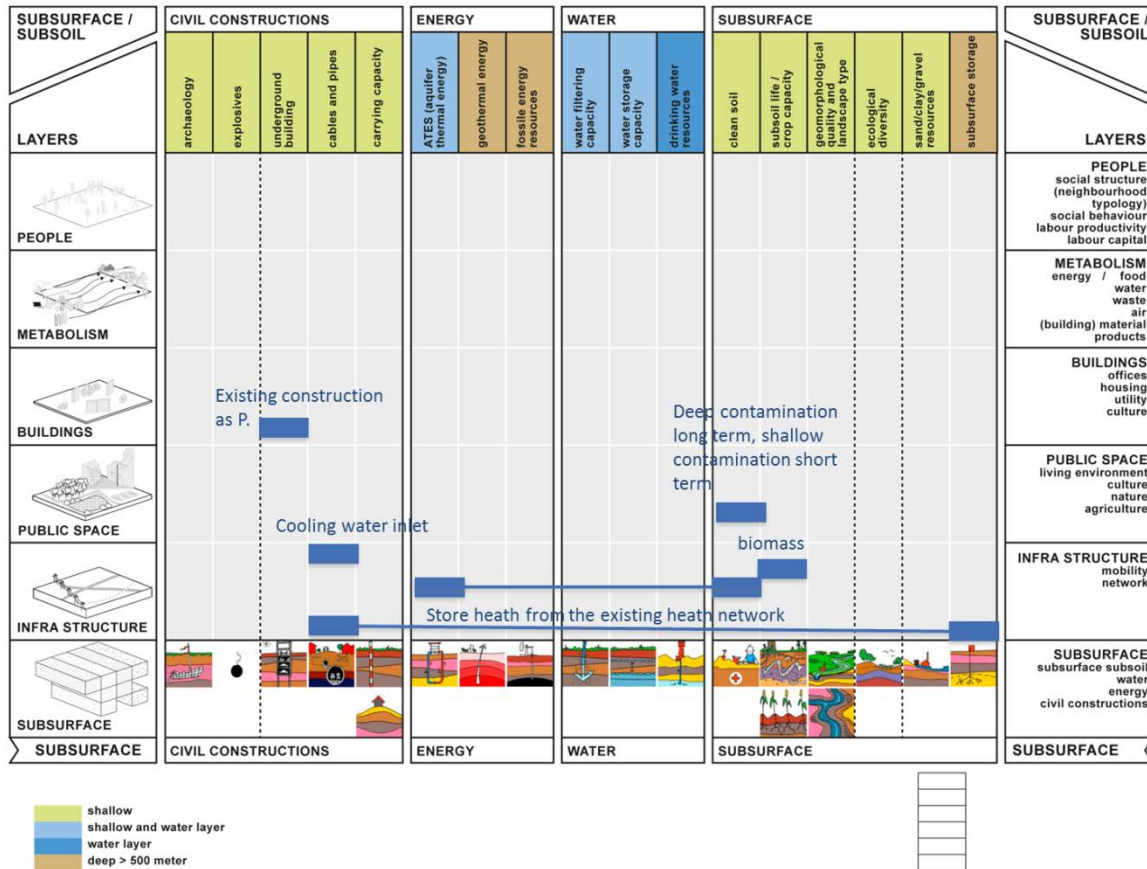 SUBSURFACE /
SUBSOIL
LAYERS
CIVIL CONSTRUCTIONS
ENERGY
WATER
SUBSURFACE
SUBSURFACE /
SUBSOIL
LAYERS
archaeology
explosives
underground
building
cables and pipes
carrying capacity
ATES (aquifer
thermal energy)
geothermal energy
fossile energy
resources
water filtering
capacity
water storage
capacity
drinking water
resources
clean soil
subsoil life /
crop capacity
geomorphological
quality and
landscape type
ecological
diversity
sand/clay/gravel
resources
subsurface storage
PEOPLE
PEOPLE
social structure
(neighbourhood
typology)
social behaviour
labour productivity
labour capital
METABOLISM
METABOLISM
energy / food
water
waste
air
(building) material
products
BUILDINGS
Existing construction
as P.
Deep contamination
long term, shallow
contamination short
term
BUILDINGS
offices
housing
utility
culture
PUBLIC SPACE
Cooling water inlet
PUBLIC SPACE
living environment
culture
nature
agriculture
INFRA STRUCTURE
biomass
Store heath from the existing heath network
INFRA STRUCTURE
mobility
network
SUBSURFACE
SUBSURFACE
subsurface subsoil
water
energy
civil constructions
SUBSURFACE
CIVIL CONSTRUCTIONS
ENERGY
WATER
SUBSURFACE
SUBSURFACE
shallow
shallow and water layer
water layer
deep > 500 meter